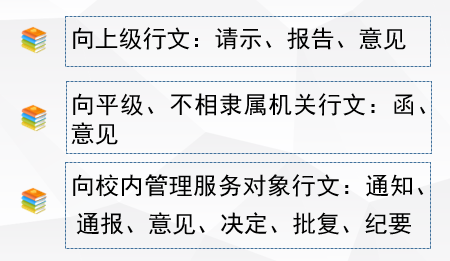 向上级行文：请示、报告、意见
向平级、不相隶属机关行文：函、
意见
向校内管理服务对象行文：通知、
通报、意见、决定、批复、纪要